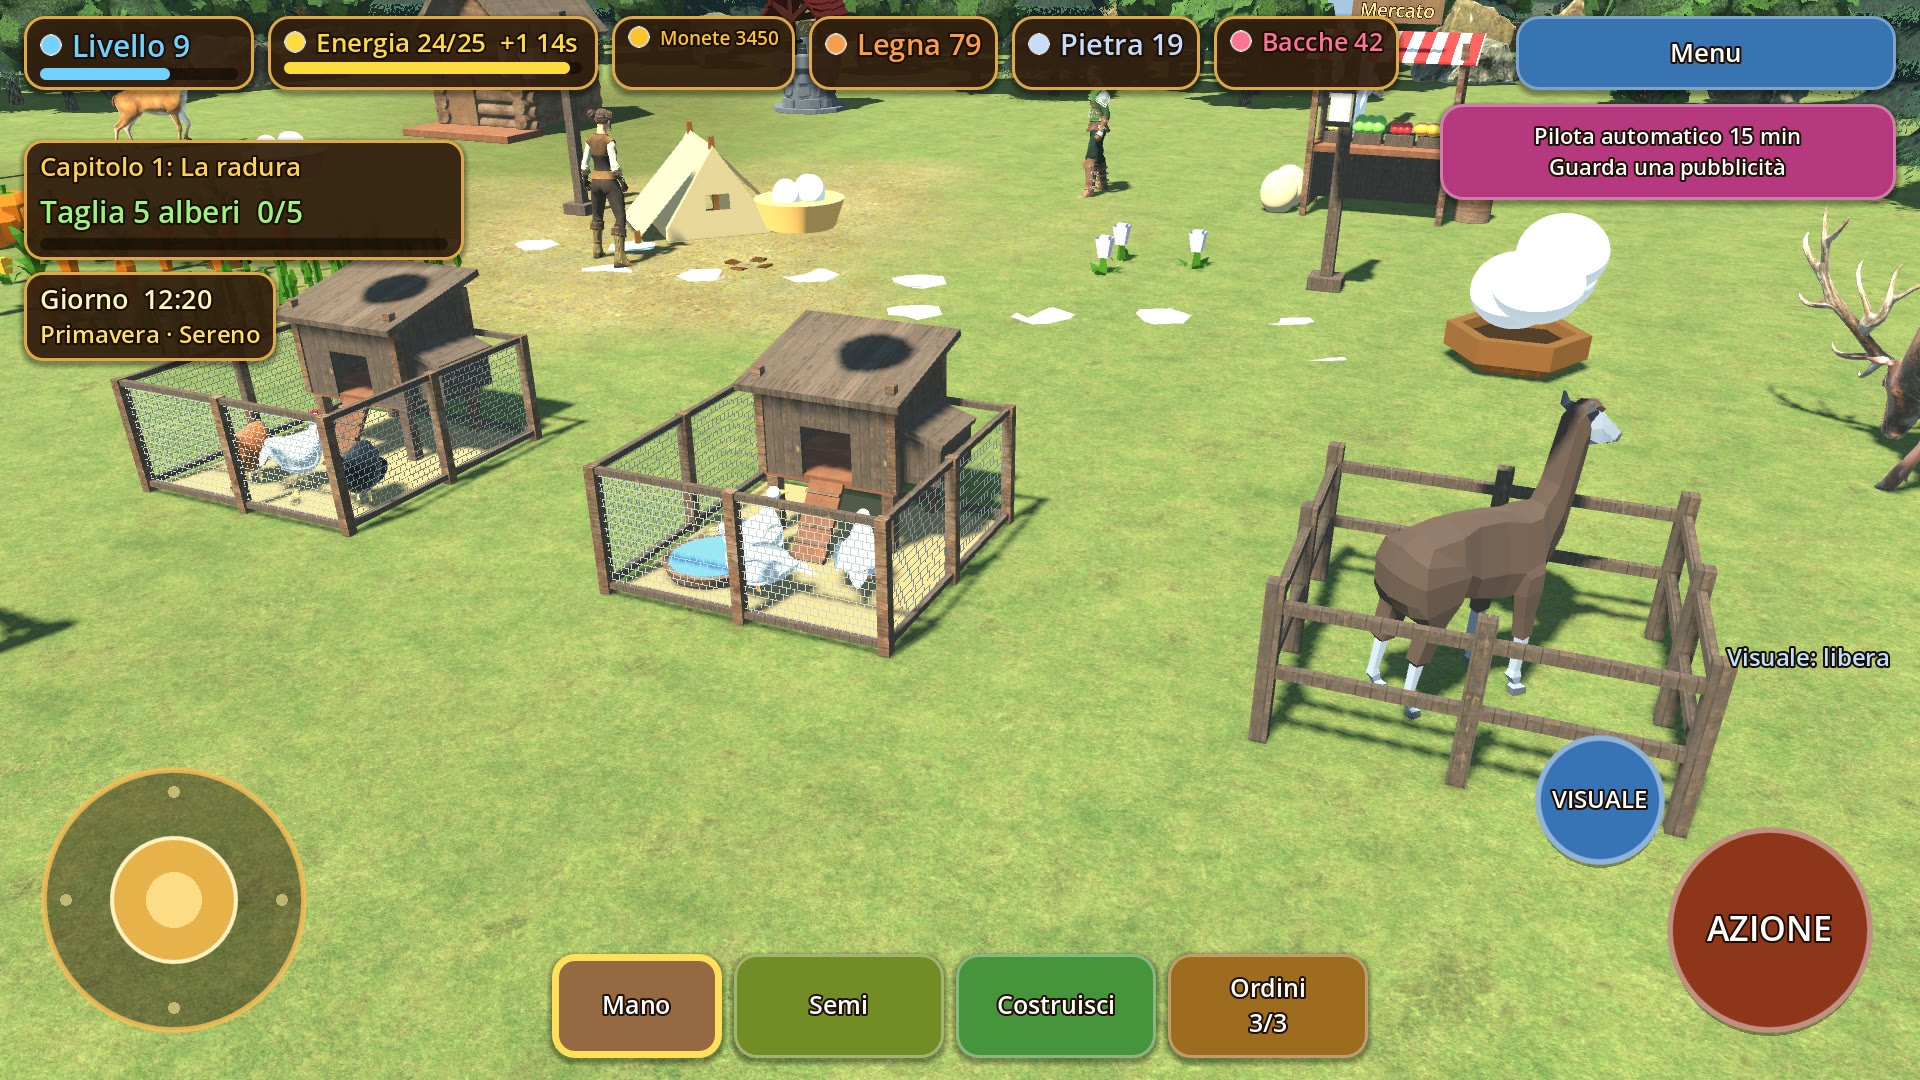 Mercato
Livello 9
Energia 24/25 +1 14s
Monete 3450
Legna 79
Pietra 19
Bacche 42
Menu
Pilota automatico 15 min
Guarda una pubblicità
Capitolo 1: La radura
Taglia 5 alberi 0/5
Giorno 12:20
Primavera · Sereno
Visuale: libera
VISUALE
AZIONE
Mano
Semi
Costruisci
Ordini
3/3